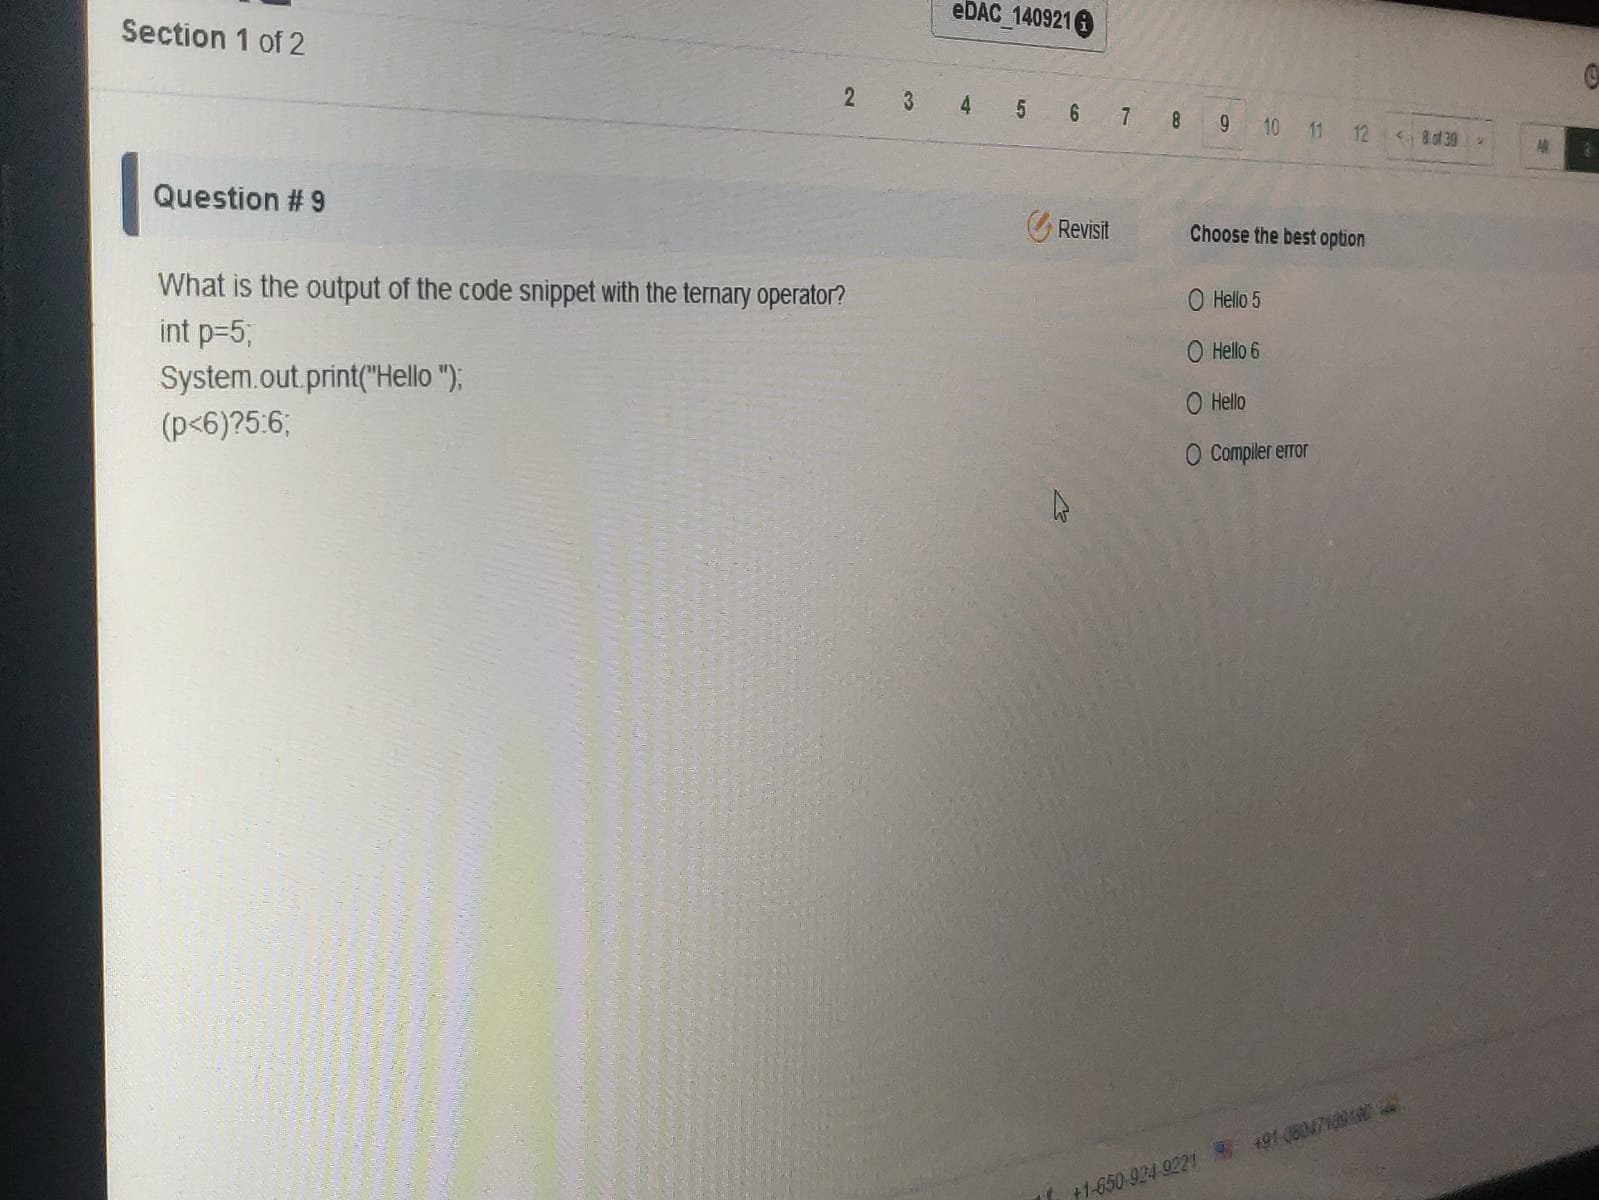 Section 1 of 2
eDAC_140921
2 3 4 5 6 7 8 9 10 11 12 < 8 of 39 > All
Question # 9
Revisit
What is the output of the code snippet with the ternary operator?
int p=5;
System.out.print("Hello ");
(p<6)?5:6;
Choose the best option
Hello 5
Hello 6
Hello
Compiler error
+1-650-924-9221